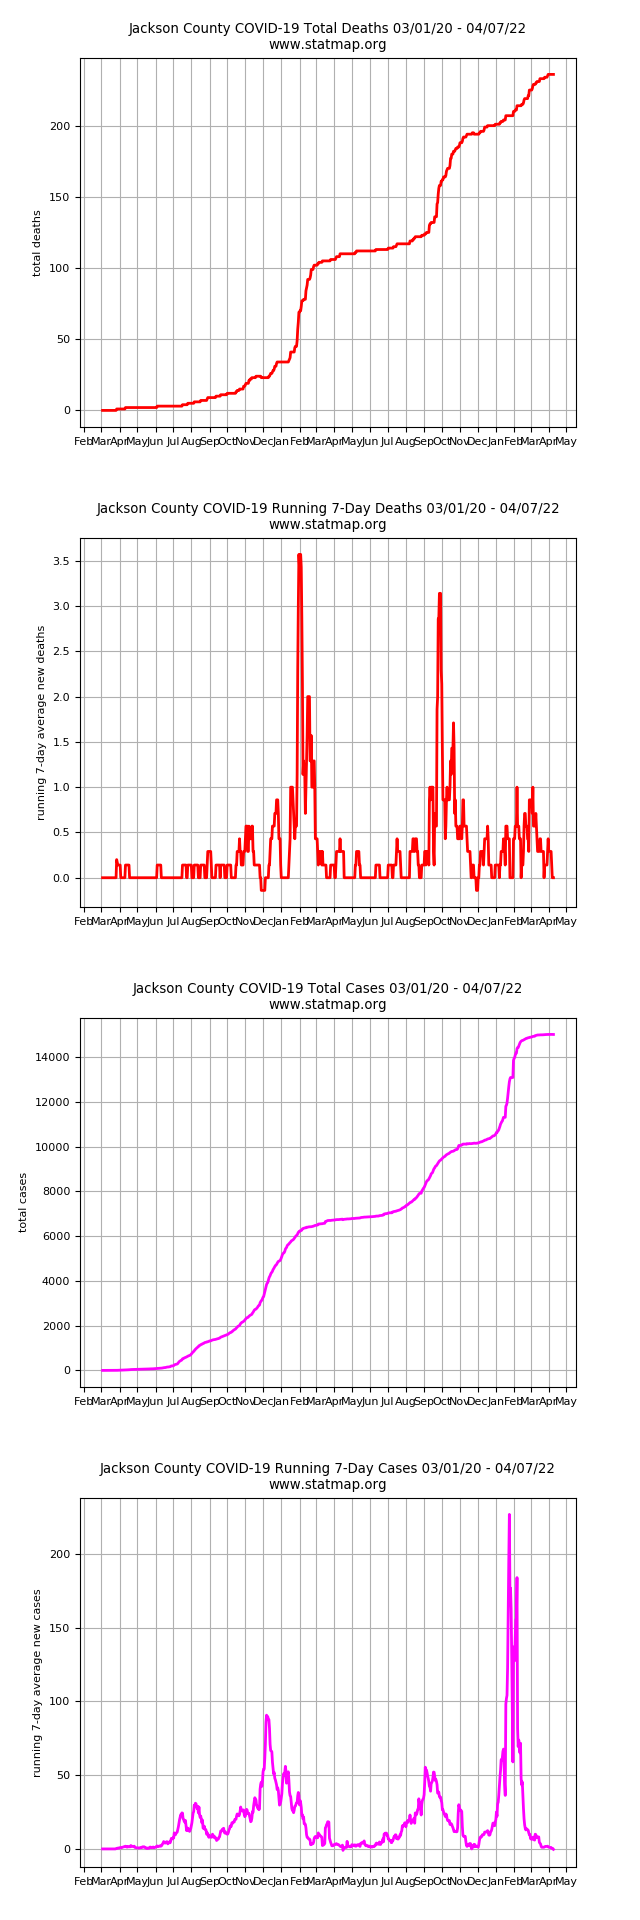 Jackson County COVID-19 Total Deaths 03/01/20 - 04/07/22
www.statmap.org
total deaths
200
150
100
50
0
Feb Mar Apr May Jun Jul Aug Sep Oct Nov Dec Jan Feb Mar Apr May Jun Jul Aug Sep Oct Nov Dec Jan Feb Mar Apr May
Jackson County COVID-19 Running 7-Day Deaths 03/01/20 - 04/07/22
www.statmap.org
running 7-day average new deaths
3.5
3.0
2.5
2.0
1.5
1.0
0.5
0.0
Feb Mar Apr May Jun Jul Aug Sep Oct Nov Dec Jan Feb Mar Apr May Jun Jul Aug Sep Oct Nov Dec Jan Feb Mar Apr May
Jackson County COVID-19 Total Cases 03/01/20 - 04/07/22
www.statmap.org
total cases
14000
12000
10000
8000
6000
4000
2000
0
Feb Mar Apr May Jun Jul Aug Sep Oct Nov Dec Jan Feb Mar Apr May Jun Jul Aug Sep Oct Nov Dec Jan Feb Mar Apr May
Jackson County COVID-19 Running 7-Day Cases 03/01/20 - 04/07/22
www.statmap.org
running 7-day average new cases
200
150
100
50
0
Feb Mar Apr May Jun Jul Aug Sep Oct Nov Dec Jan Feb Mar Apr May Jun Jul Aug Sep Oct Nov Dec Jan Feb Mar Apr May